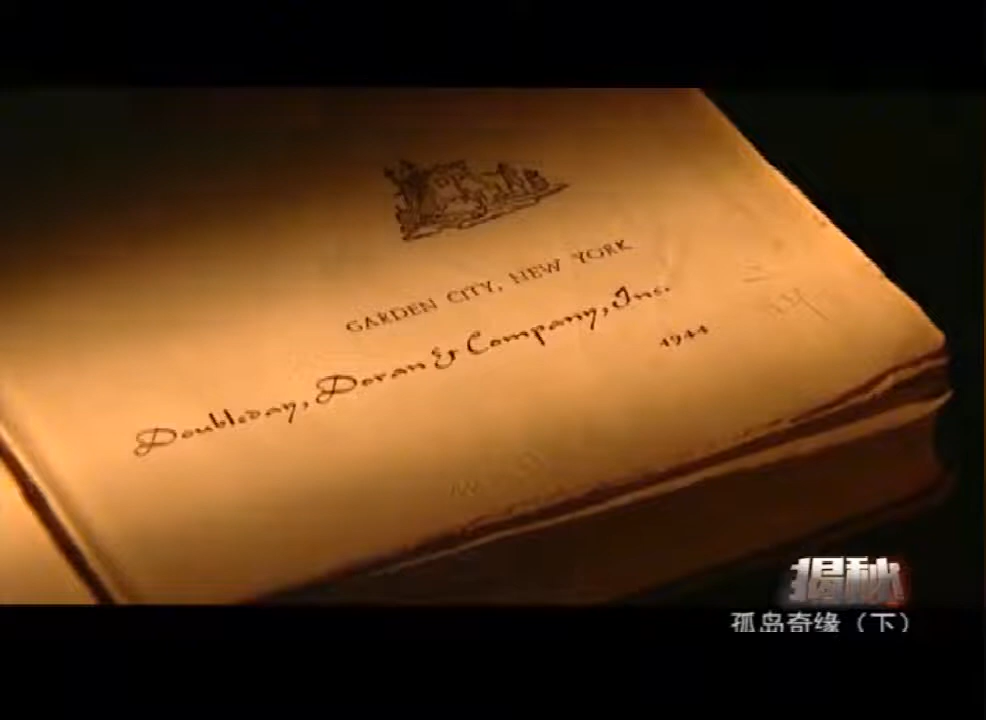 GARDEN CITY, NEW YORK
Doubleday, Doran & Company, Inc.
1944
揭秘
孤岛奇缘（下）